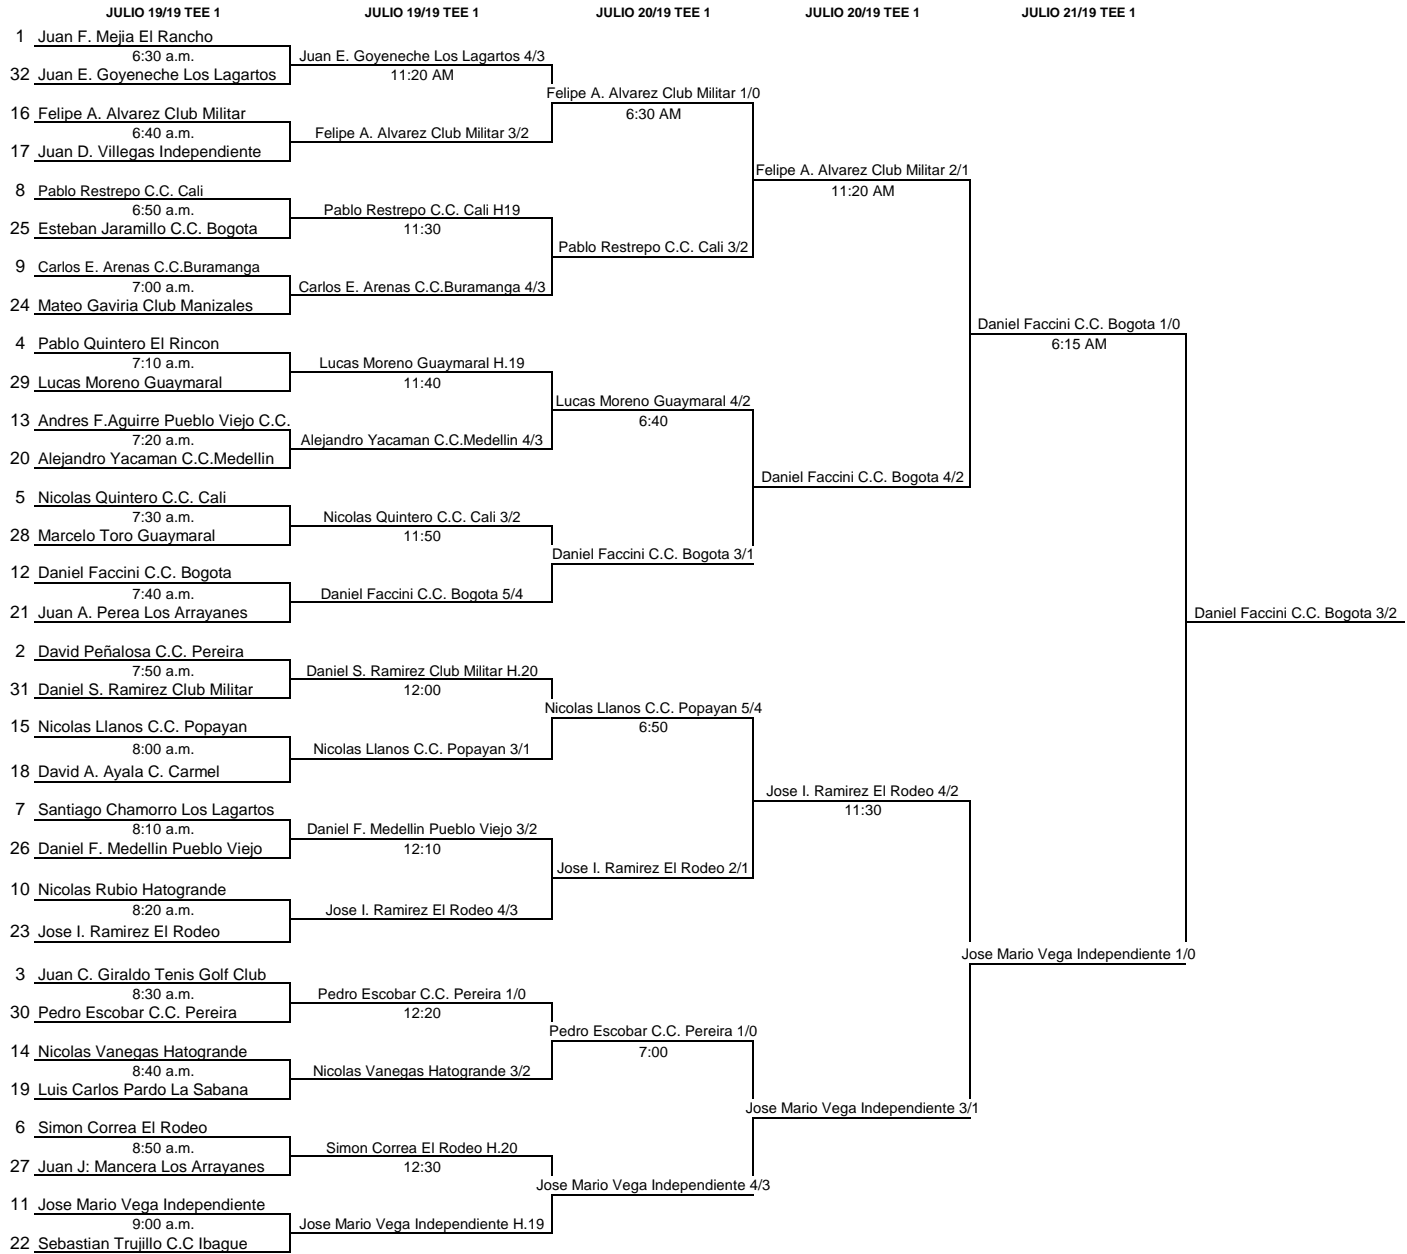 JULIO 19/19 TEE 1
JULIO 19/19 TEE 1
JULIO 20/19 TEE 1
JULIO 20/19 TEE 1
JULIO 21/19 TEE 1
1 Juan F. Mejia El Rancho
6:30 a.m.
32 Juan E. Goyeneche Los Lagartos
16 Felipe A. Alvarez Club Militar
6:40 a.m.
17 Juan D. Villegas Independiente
8 Pablo Restrepo C.C. Cali
6:50 a.m.
25 Esteban Jaramillo C.C. Bogota
9 Carlos E. Arenas C.C.Buramanga
7:00 a.m.
24 Mateo Gaviria Club Manizales
4 Pablo Quintero El Rincon
7:10 a.m.
29 Lucas Moreno Guaymaral
13 Andres F.Aguirre Pueblo Viejo C.C.
7:20 a.m.
20 Alejandro Yacaman C.C.Medellin
5 Nicolas Quintero C.C. Cali
7:30 a.m.
28 Marcelo Toro Guaymaral
12 Daniel Faccini C.C. Bogota
7:40 a.m.
21 Juan A. Perea Los Arrayanes
2 David Peñalosa C.C. Pereira
7:50 a.m.
31 Daniel S. Ramirez Club Militar
15 Nicolas Llanos C.C. Popayan
8:00 a.m.
18 David A. Ayala C. Carmel
7 Santiago Chamorro Los Lagartos
8:10 a.m.
26 Daniel F. Medellin Pueblo Viejo
10 Nicolas Rubio Hatogrande
8:20 a.m.
23 Jose I. Ramirez El Rodeo
3 Juan C. Giraldo Tenis Golf Club
8:30 a.m.
30 Pedro Escobar C.C. Pereira
14 Nicolas Vanegas Hatogrande
8:40 a.m.
19 Luis Carlos Pardo La Sabana
6 Simon Correa El Rodeo
8:50 a.m.
27 Juan J: Mancera Los Arrayanes
11 Jose Mario Vega Independiente
9:00 a.m.
22 Sebastian Trujillo C.C Ibague
Juan E. Goyeneche Los Lagartos 4/3
11:20 AM
Felipe A. Alvarez Club Militar 3/2
Pablo Restrepo C.C. Cali H19
11:30
Carlos E. Arenas C.C.Buramanga 4/3
Lucas Moreno Guaymaral H.19
11:40
Alejandro Yacaman C.C.Medellin 4/3
Nicolas Quintero C.C. Cali 3/2
11:50
Daniel Faccini C.C. Bogota 5/4
Daniel S. Ramirez Club Militar H.20
12:00
Nicolas Llanos C.C. Popayan 3/1
Daniel F. Medellin Pueblo Viejo 3/2
12:10
Jose I. Ramirez El Rodeo 4/3
Pedro Escobar C.C. Pereira 1/0
12:20
Nicolas Vanegas Hatogrande 3/2
Simon Correa El Rodeo H.20
12:30
Jose Mario Vega Independiente H.19
Felipe A. Alvarez Club Militar 1/0
6:30 AM
Pablo Restrepo C.C. Cali 3/2
Lucas Moreno Guaymaral 4/2
6:40
Daniel Faccini C.C. Bogota 3/1
Nicolas Llanos C.C. Popayan 5/4
6:50
Jose I. Ramirez El Rodeo 2/1
Pedro Escobar C.C. Pereira 1/0
7:00
Jose Mario Vega Independiente 4/3
Felipe A. Alvarez Club Militar 2/1
11:20 AM
Daniel Faccini C.C. Bogota 4/2
Jose I. Ramirez El Rodeo 4/2
11:30
Jose Mario Vega Independiente 3/1
Daniel Faccini C.C. Bogota 1/0
6:15 AM
Jose Mario Vega Independiente 1/0
Daniel Faccini C.C. Bogota 3/2